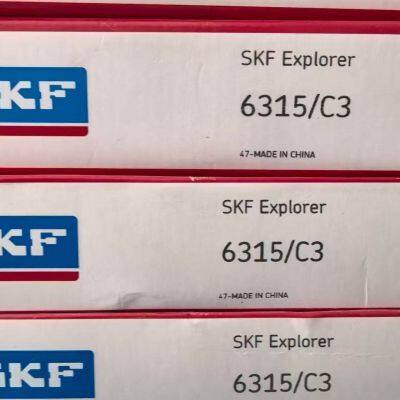 SKF
SKF Explorer
6315/C3
47-MADE IN CHINA
SKF
SKF Explorer
6315/C3
47-MADE IN CHINA
SKF
SKF Explorer
6315/C3